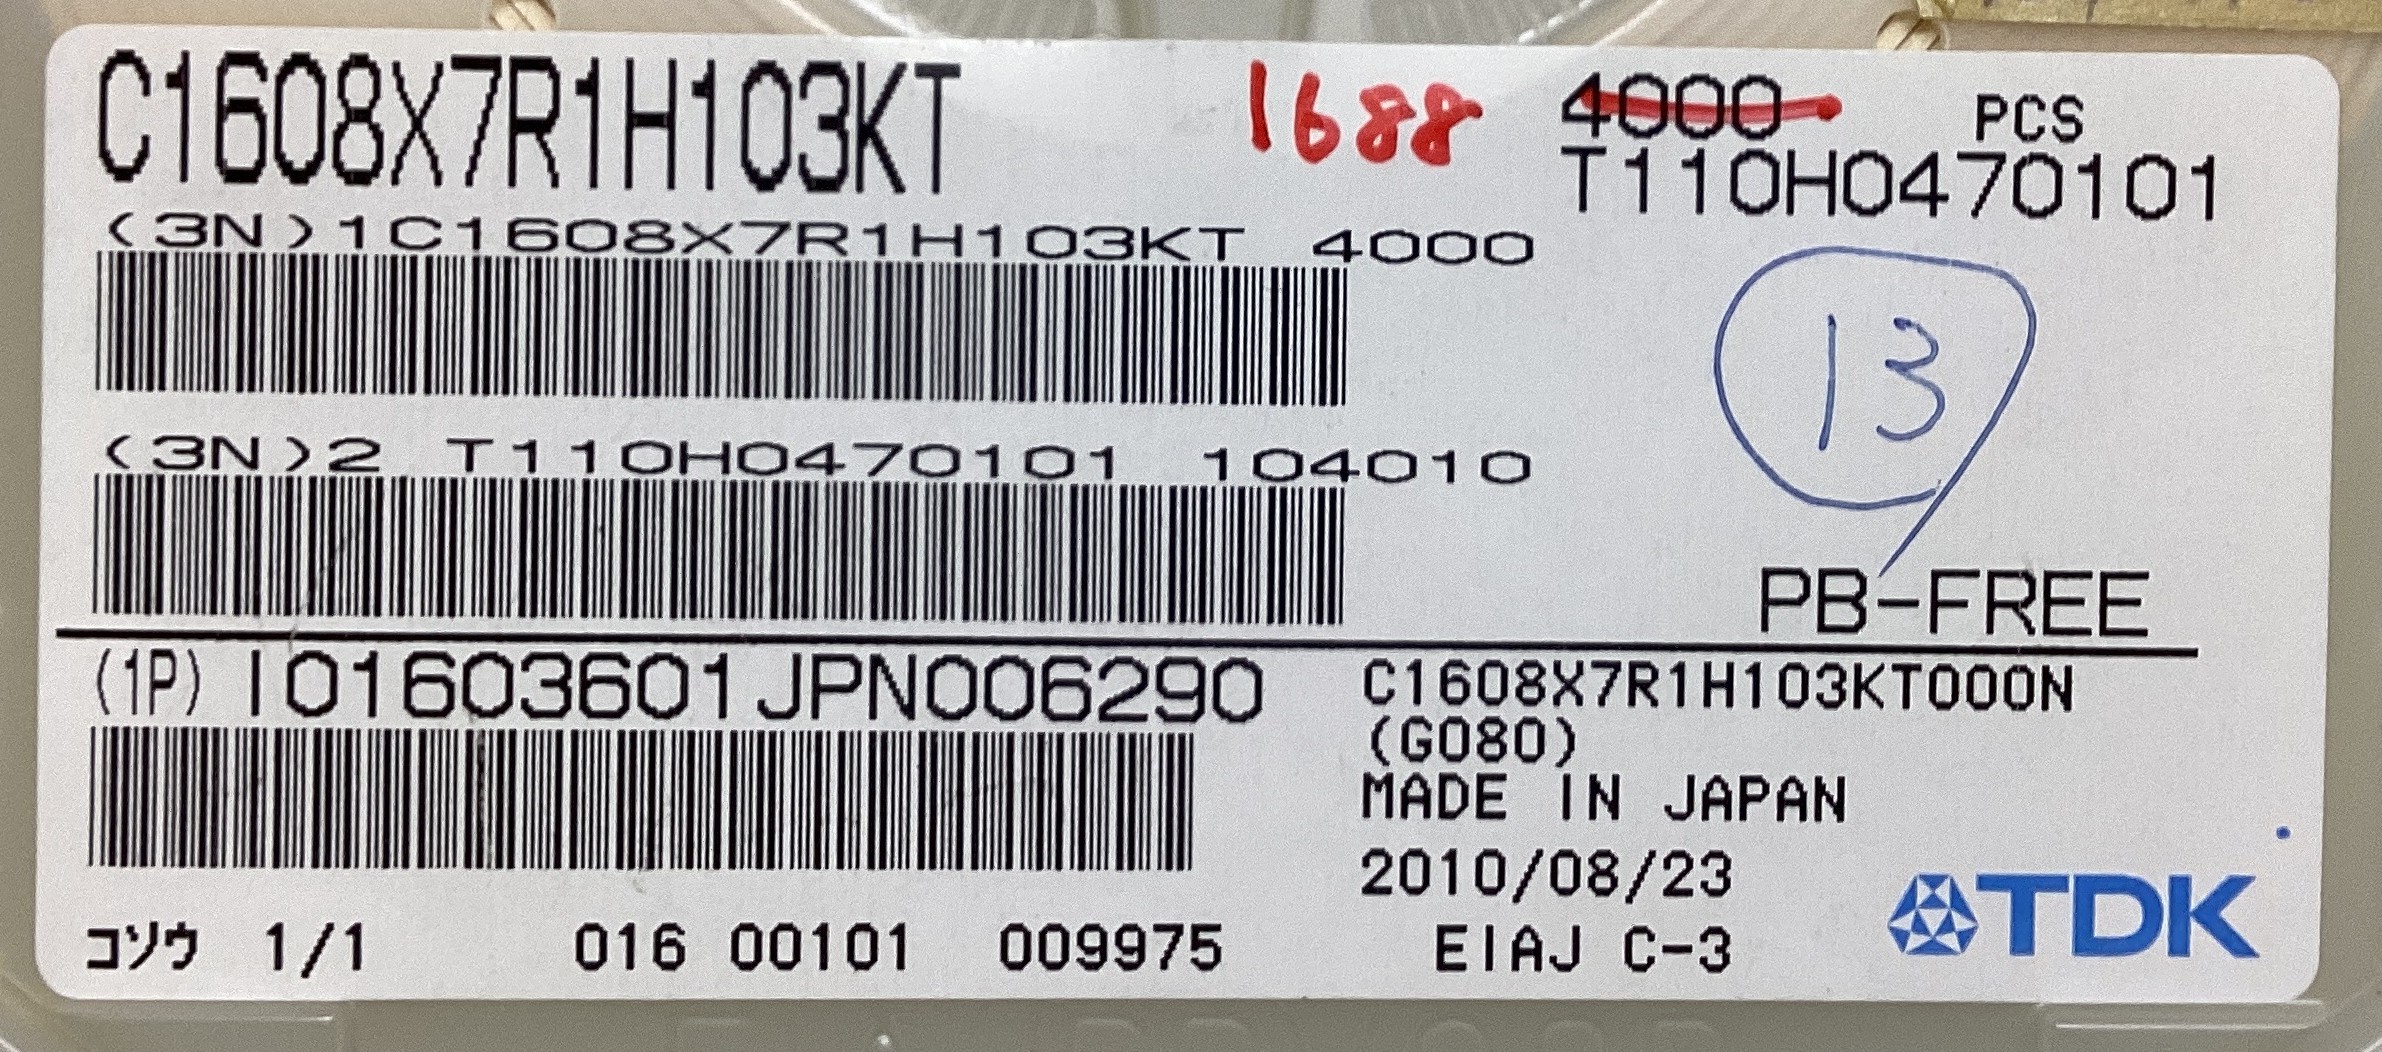 C1608X7R1H103KT 1688 4000 PCS
T110H0470101
(3N)1C1608X7R1H103KT 4000
13
(3N)2 T110H0470101 104010
PB-FREE
(1P) I01603601JPN006290
C1608X7R1H103KT000N
(G080)
MADE IN JAPAN
2010/08/23
コソウ 1/1 016 00101 009975
EIAJ C-3
TDK